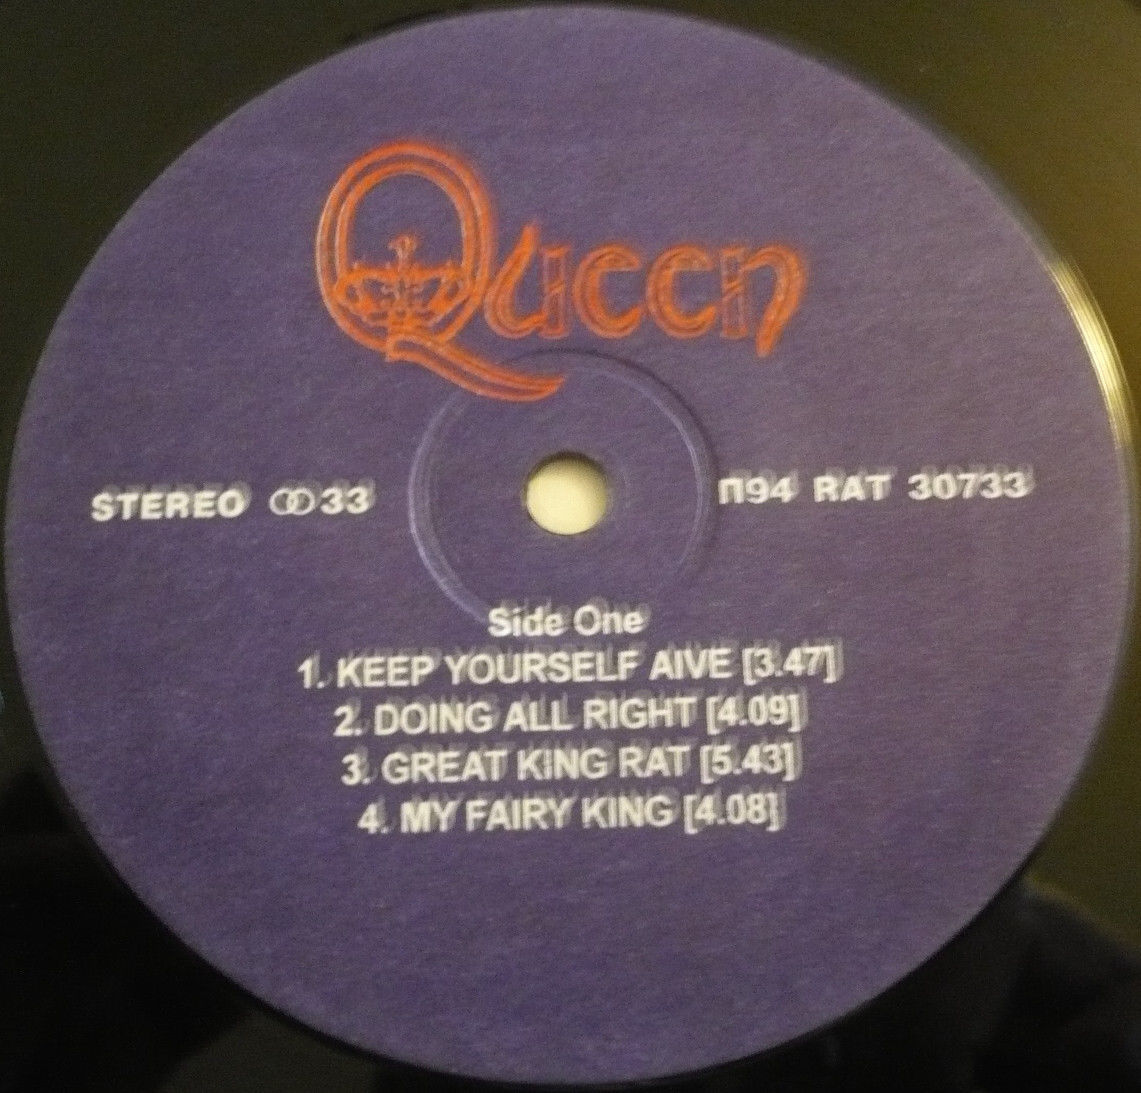 Queen
STEREO 33 П94 RAT 30733
Side One
1. KEEP YOURSELF AIVE [3.47]
2. DOING ALL RIGHT [4.09]
3. GREAT KING RAT [5.43]
4. MY FAIRY KING [4.08]